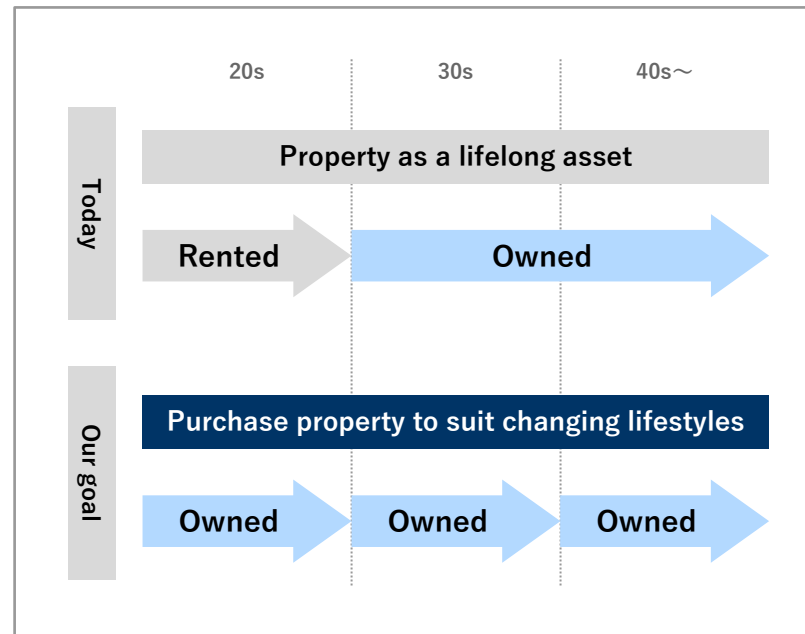 20s
30s
40s～
Today
Property as a lifelong asset
Rented
Owned
Our goal
Purchase property to suit changing lifestyles
Owned
Owned
Owned